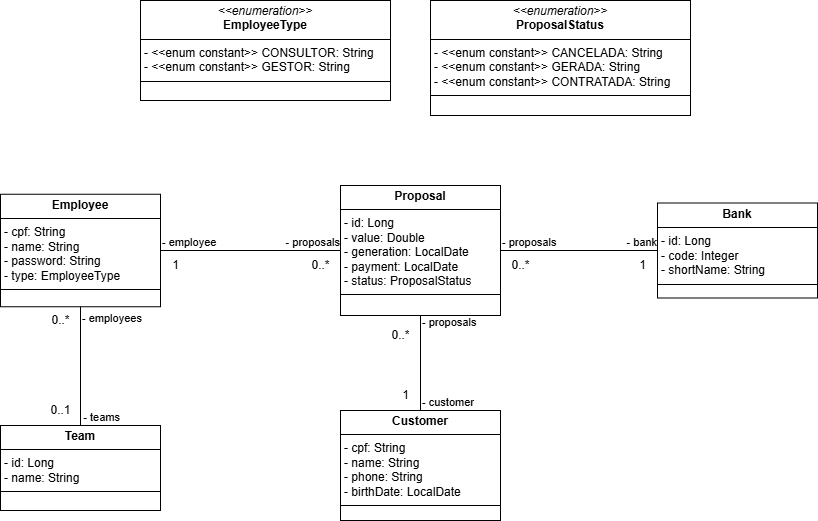 <<enumeration>>
EmployeeType
- <<enum constant>> CONSULTOR: String
- <<enum constant>> GESTOR: String
<<enumeration>>
ProposalStatus
- <<enum constant>> CANCELADA: String
- <<enum constant>> GERADA: String
- <<enum constant>> CONTRATADA: String
Employee
- cpf: String
- name: String
- password: String
- type: EmployeeType
- employee
1
- proposals
0..*
Proposal
- id: Long
- value: Double
- generation: LocalDate
- payment: LocalDate
- status: ProposalStatus
- proposals
0..*
- bank
1
Bank
- id: Long
- code: Integer
- shortName: String
0..*
- employees
0..1
- teams
Team
- id: Long
- name: String
- proposals
0..*
1
- customer
Customer
- cpf: String
- name: String
- phone: String
- birthDate: LocalDate